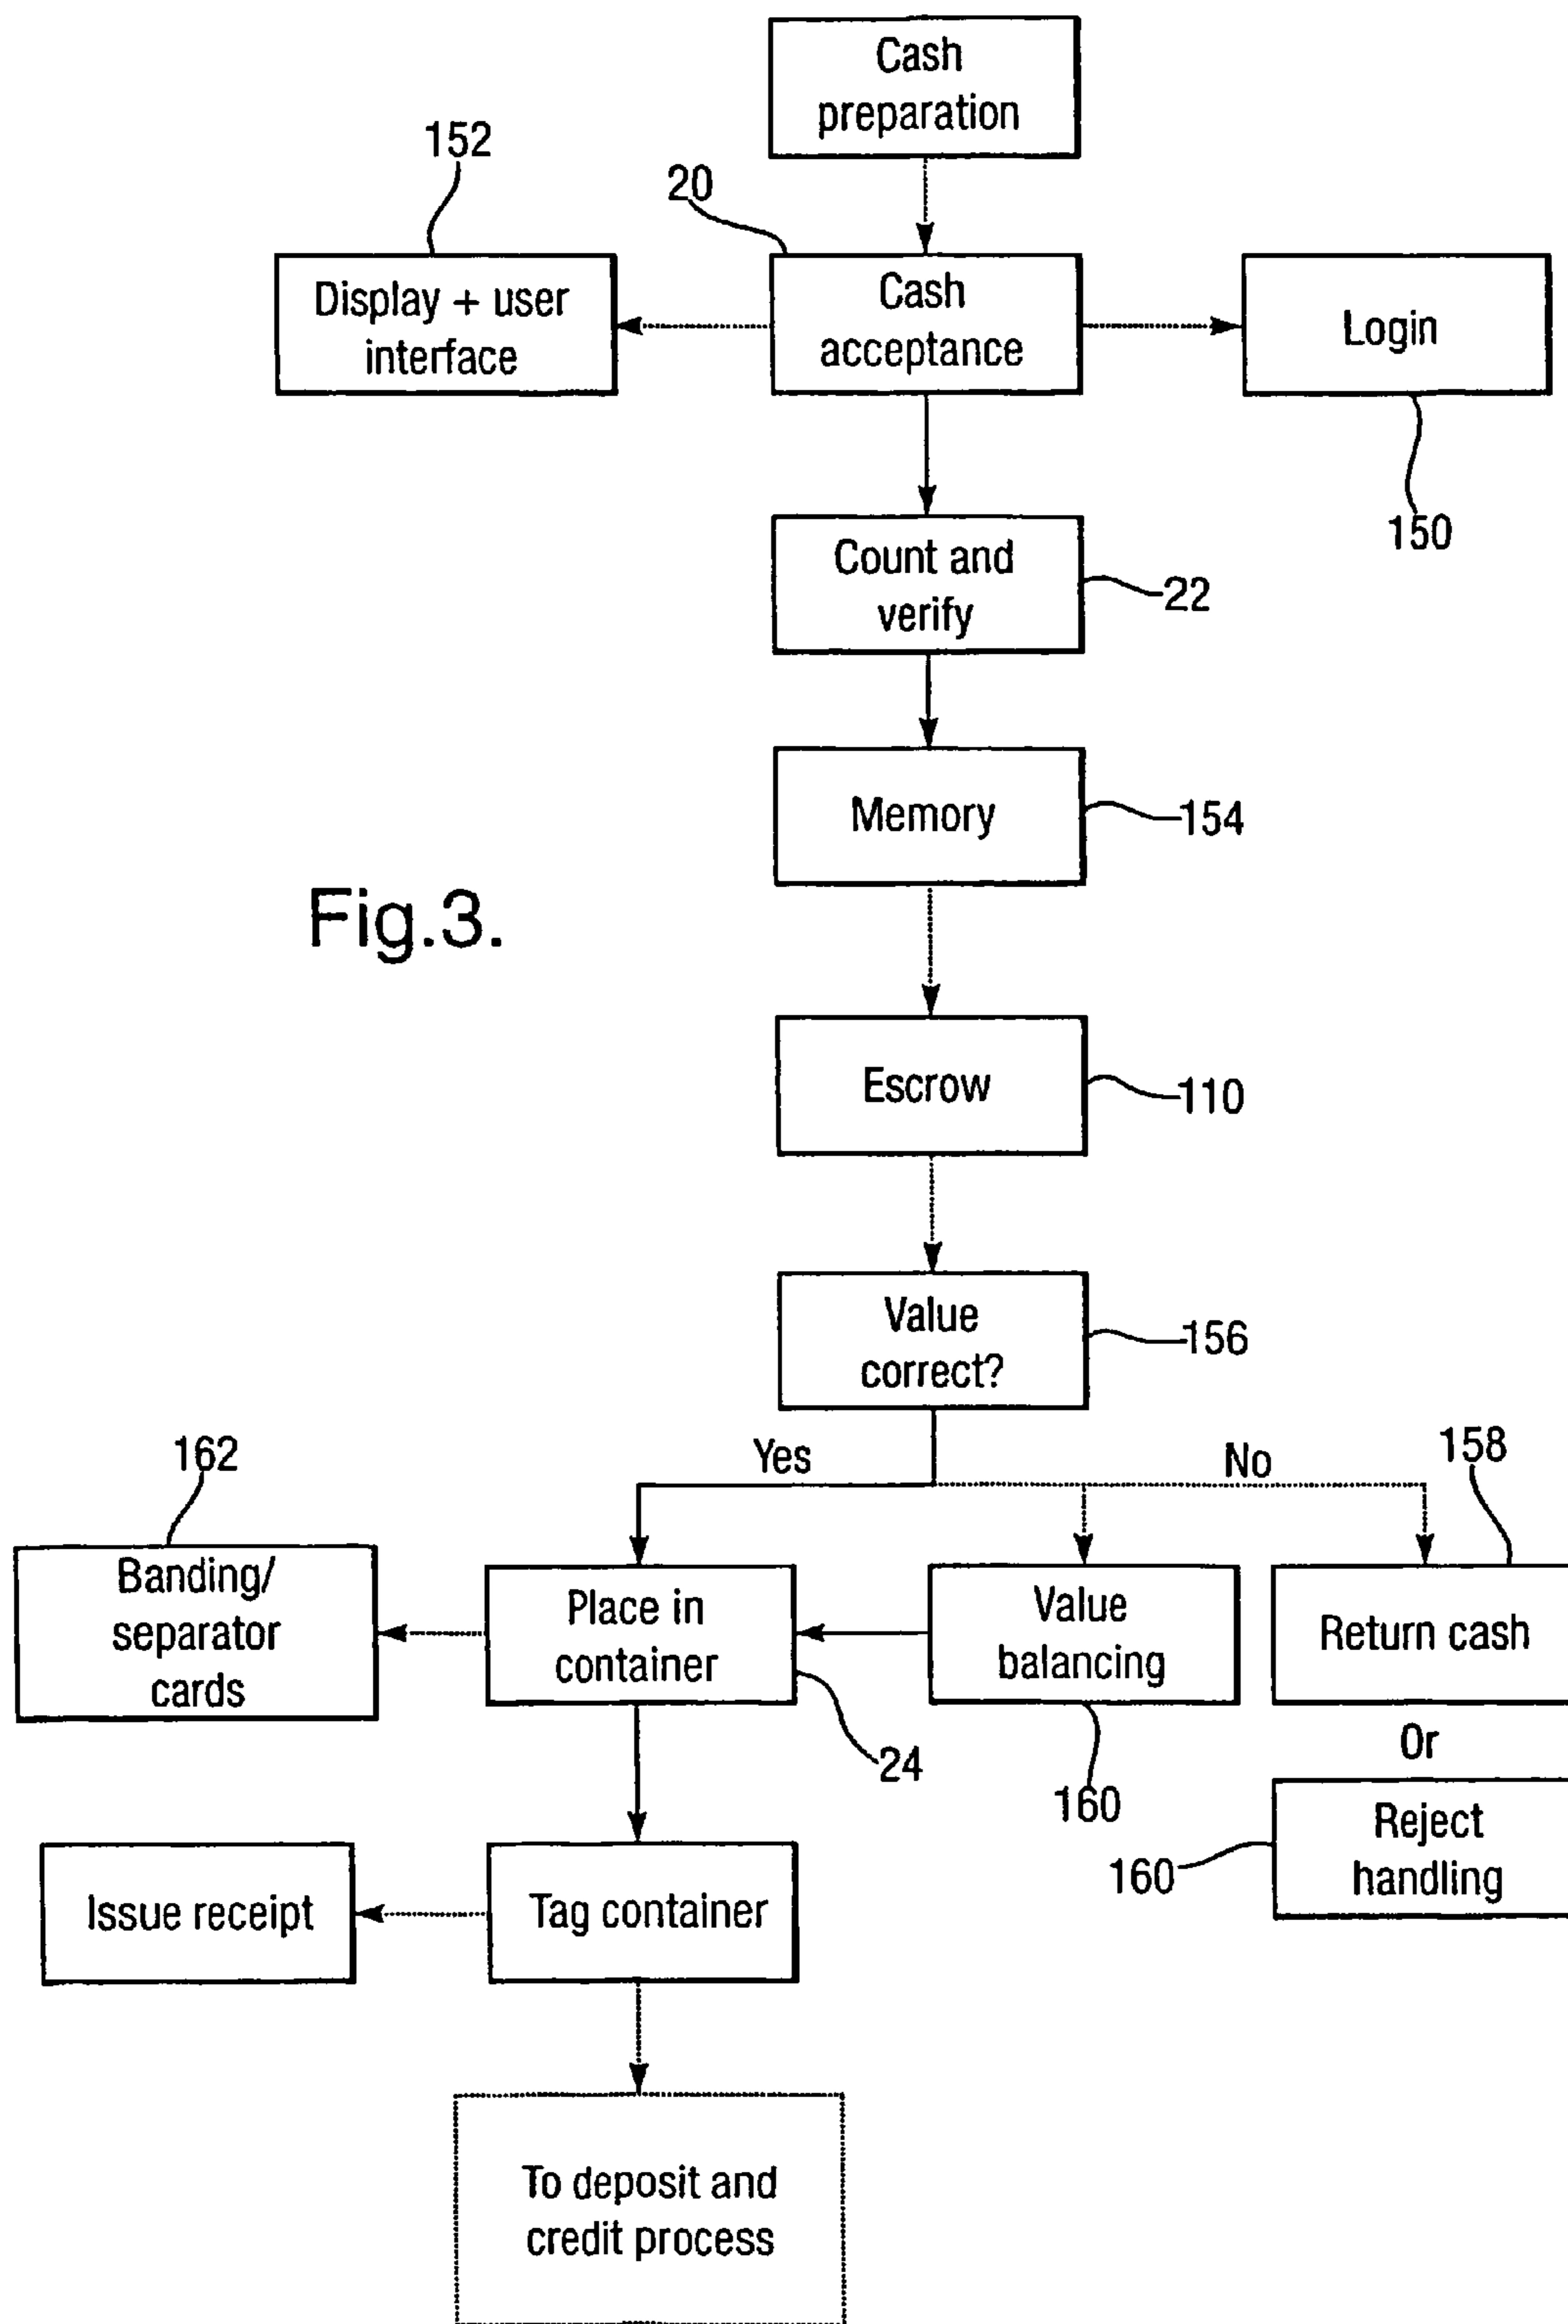 Cash
preparation
152
20
Display + user
interface
Cash
acceptance
Login
150
Count and
verify
22
Memory
154
Fig.3.
Escrow
110
Value
correct?
156
Yes
No
162
158
Banding/
separator
cards
Place in
container
Value
balancing
Return cash
24
160
Or
Reject
handling
160
Issue receipt
Tag container
To deposit and
credit process